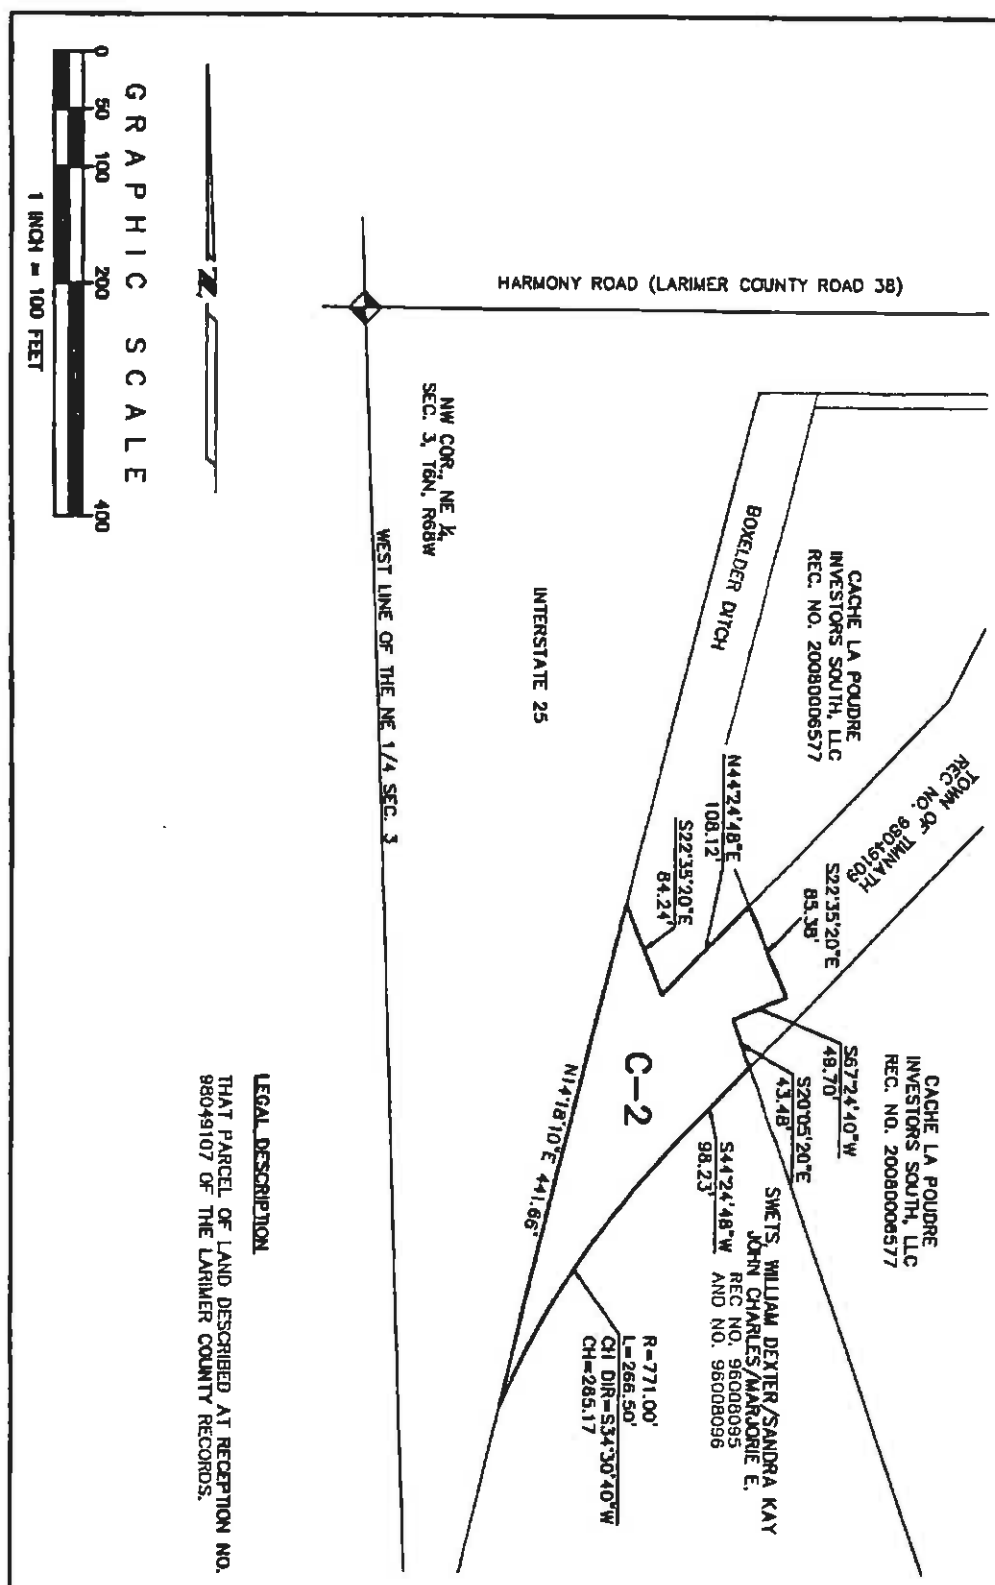 HARMONY ROAD (LARIMER COUNTY ROAD 38)
NW COR., NE ¼,
SEC. 3, T6N, R68W
WEST LINE OF THE NE 1/4 SEC. 3
INTERSTATE 25
BOXELDER DITCH
CACHE LA POUDRE
INVESTORS SOUTH, LLC
REC. NO. 20080006577
TOWN OF TIMNATH
REC NO. 98049109
N44°24'48"E
108.12'
S22°35'20"E
84.24'
S22°35'20"E
85.38'
S67°24'40"W
49.70'
S20°05'20"E
43.48'
S44°24'48"W
98.23'
CACHE LA POUDRE
INVESTORS SOUTH, LLC
REC. NO. 20080006577
SWETS, WILLIAM DEXTER/SANDRA KAY
JOHN CHARLES/MARJORIE E.
REC NO. 96008095
AND NO. 96008096
C-2
N14°18'10"E 441.66'
R=771.00'
L=266.50'
CH DIR=S34°30'40"W
CH=265.17
LEGAL DESCRIPTION
THAT PARCEL OF LAND DESCRIBED AT RECEPTION NO.
98049107 OF THE LARIMER COUNTY RECORDS.
N
GRAPHIC SCALE
0 50 100 200 400
1 INCH = 100 FEET